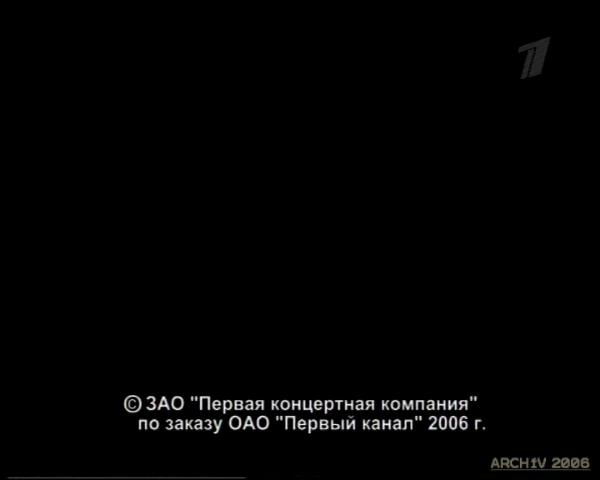 © ЗАО "Первая концертная компания"
по заказу ОАО "Первый канал" 2006 г.
ARCHiV 2006